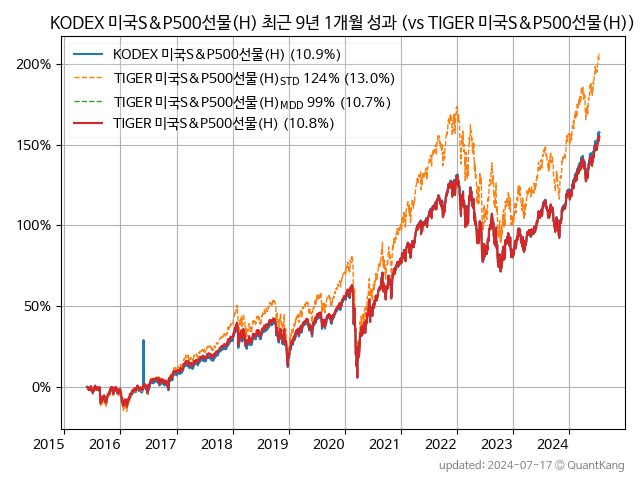 KODEX 미국S&P500선물(H) 최근 9년 1개월 성과 (vs TIGER 미국S&P500선물(H))
KODEX 미국S&P500선물(H) (10.9%)
TIGER 미국S&P500선물(H)STD 124% (13.0%)
TIGER 미국S&P500선물(H)MDD 99% (10.7%)
TIGER 미국S&P500선물(H) (10.8%)
200%
150%
100%
50%
0%
2015 2016 2017 2018 2019 2020 2021 2022 2023 2024
updated: 2024-07-17 © QuantKang